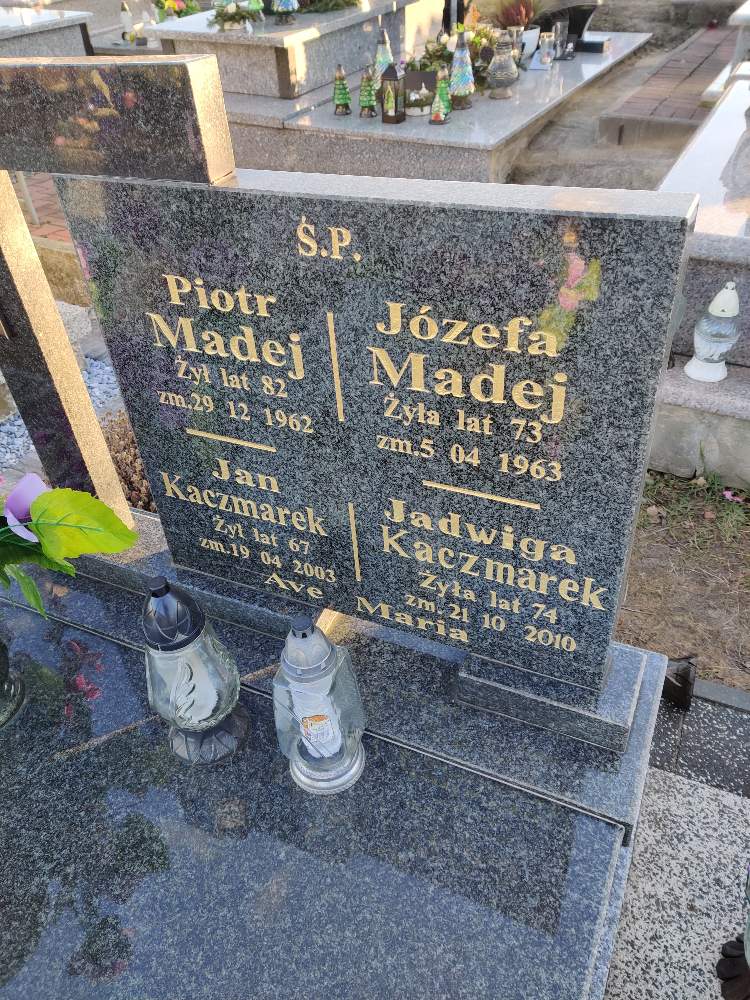 Ś.P.
Piotr
Madej
Żył lat 82
zm.29 12 1962
Józefa
Madej
Żyła lat 73
zm.5 04 1963
Jan
Kaczmarek
Żył lat 67
zm.19 04 2003
Jadwiga
Kaczmarek
Żyła lat 74
zm.21 10 2010
Ave Maria